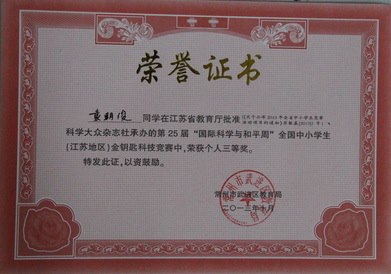 荣誉证书
同学在江苏省教育厅批准
科学大众杂志社承办的第25届“国际科学与和平周”全国中小学生
(江苏地区)金钥匙科技竞赛中,荣获个人三等奖。
特发此证,以资鼓励。
常州市武进区教育局
二〇一三年十月